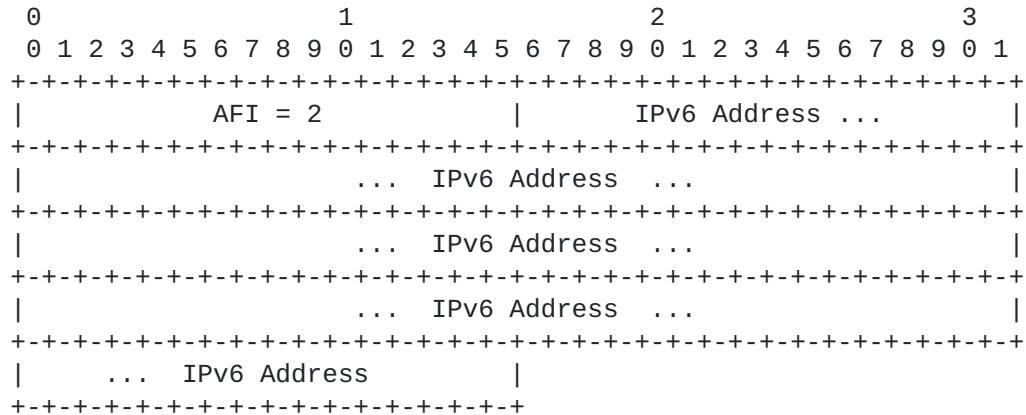 0                   1                   2                   3
 0 1 2 3 4 5 6 7 8 9 0 1 2 3 4 5 6 7 8 9 0 1 2 3 4 5 6 7 8 9 0 1
+-+-+-+-+-+-+-+-+-+-+-+-+-+-+-+-+-+-+-+-+-+-+-+-+-+-+-+-+-+-+-+-+
|            AFI = 2            |       IPv6 Address ...        |
+-+-+-+-+-+-+-+-+-+-+-+-+-+-+-+-+-+-+-+-+-+-+-+-+-+-+-+-+-+-+-+-+
|                     ...  IPv6 Address  ...                    |
+-+-+-+-+-+-+-+-+-+-+-+-+-+-+-+-+-+-+-+-+-+-+-+-+-+-+-+-+-+-+-+-+
|                     ...  IPv6 Address  ...                    |
+-+-+-+-+-+-+-+-+-+-+-+-+-+-+-+-+-+-+-+-+-+-+-+-+-+-+-+-+-+-+-+-+
|                     ...  IPv6 Address  ...                    |
+-+-+-+-+-+-+-+-+-+-+-+-+-+-+-+-+-+-+-+-+-+-+-+-+-+-+-+-+-+-+-+-+
|     ...  IPv6 Address         |
+-+-+-+-+-+-+-+-+-+-+-+-+-+-+-+-+